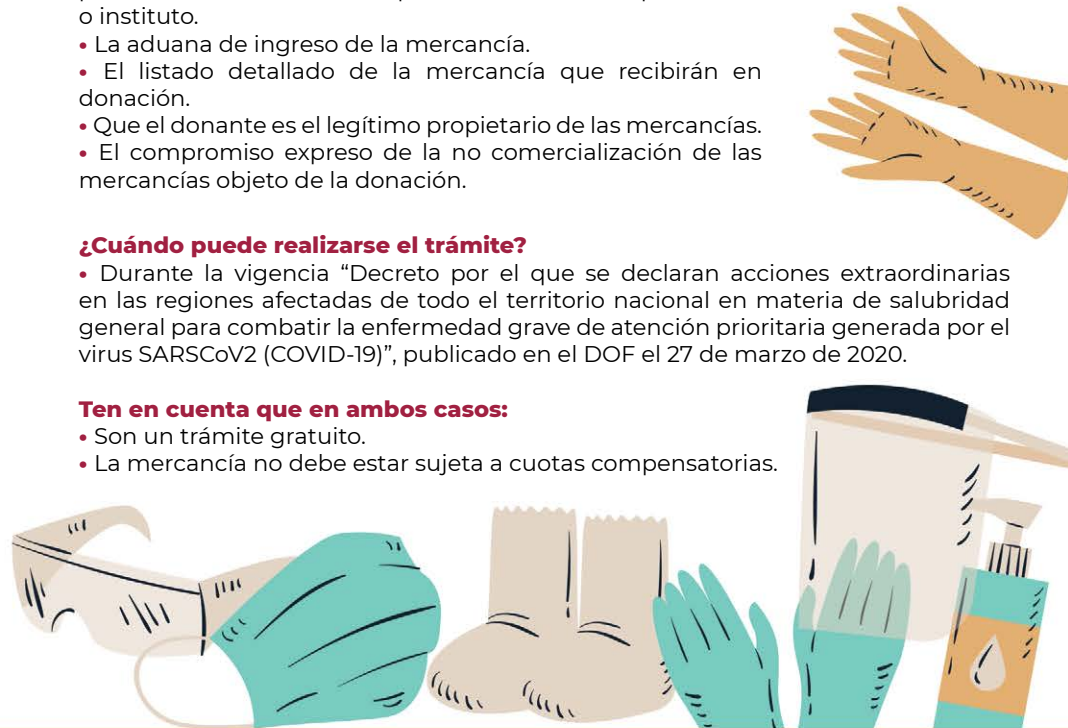 o instituto.
• La aduana de ingreso de la mercancía.
• El listado detallado de la mercancía que recibirán en
donación.
• Que el donante es el legítimo propietario de las mercancías.
• El compromiso expreso de la no comercialización de las
mercancías objeto de la donación.
¿Cuándo puede realizarse el trámite?
• Durante la vigencia “Decreto por el que se declaran acciones extraordinarias
en las regiones afectadas de todo el territorio nacional en materia de salubridad
general para combatir la enfermedad grave de atención prioritaria generada por el
virus SARSCoV2 (COVID-19)”, publicado en el DOF el 27 de marzo de 2020.
Ten en cuenta que en ambos casos:
• Son un trámite gratuito.
• La mercancía no debe estar sujeta a cuotas compensatorias.